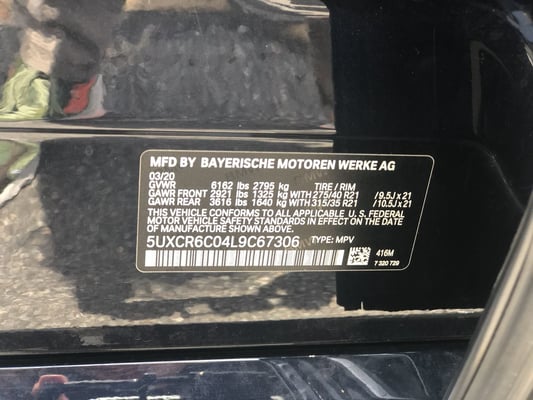 MFD BY BAYERISCHE MOTOREN WERKE AG
03/20
GVWR 6162 lbs 2795 kg TIRE / RIM
GAWR FRONT 2921 lbs 1325 kg WITH 275/40 R21 / 9.5J x 21
GAWR REAR 3616 lbs 1640 kg WITH 315/35 R21 / 10.5J x 21
THIS VEHICLE CONFORMS TO ALL APPLICABLE U.S. FEDERAL
MOTOR VEHICLE SAFETY STANDARDS IN EFFECT ON THE DATE
OF MANUFACTURE SHOWN ABOVE.
5UXCR6C04L9C67306 TYPE: MPV
416M
7 320 729